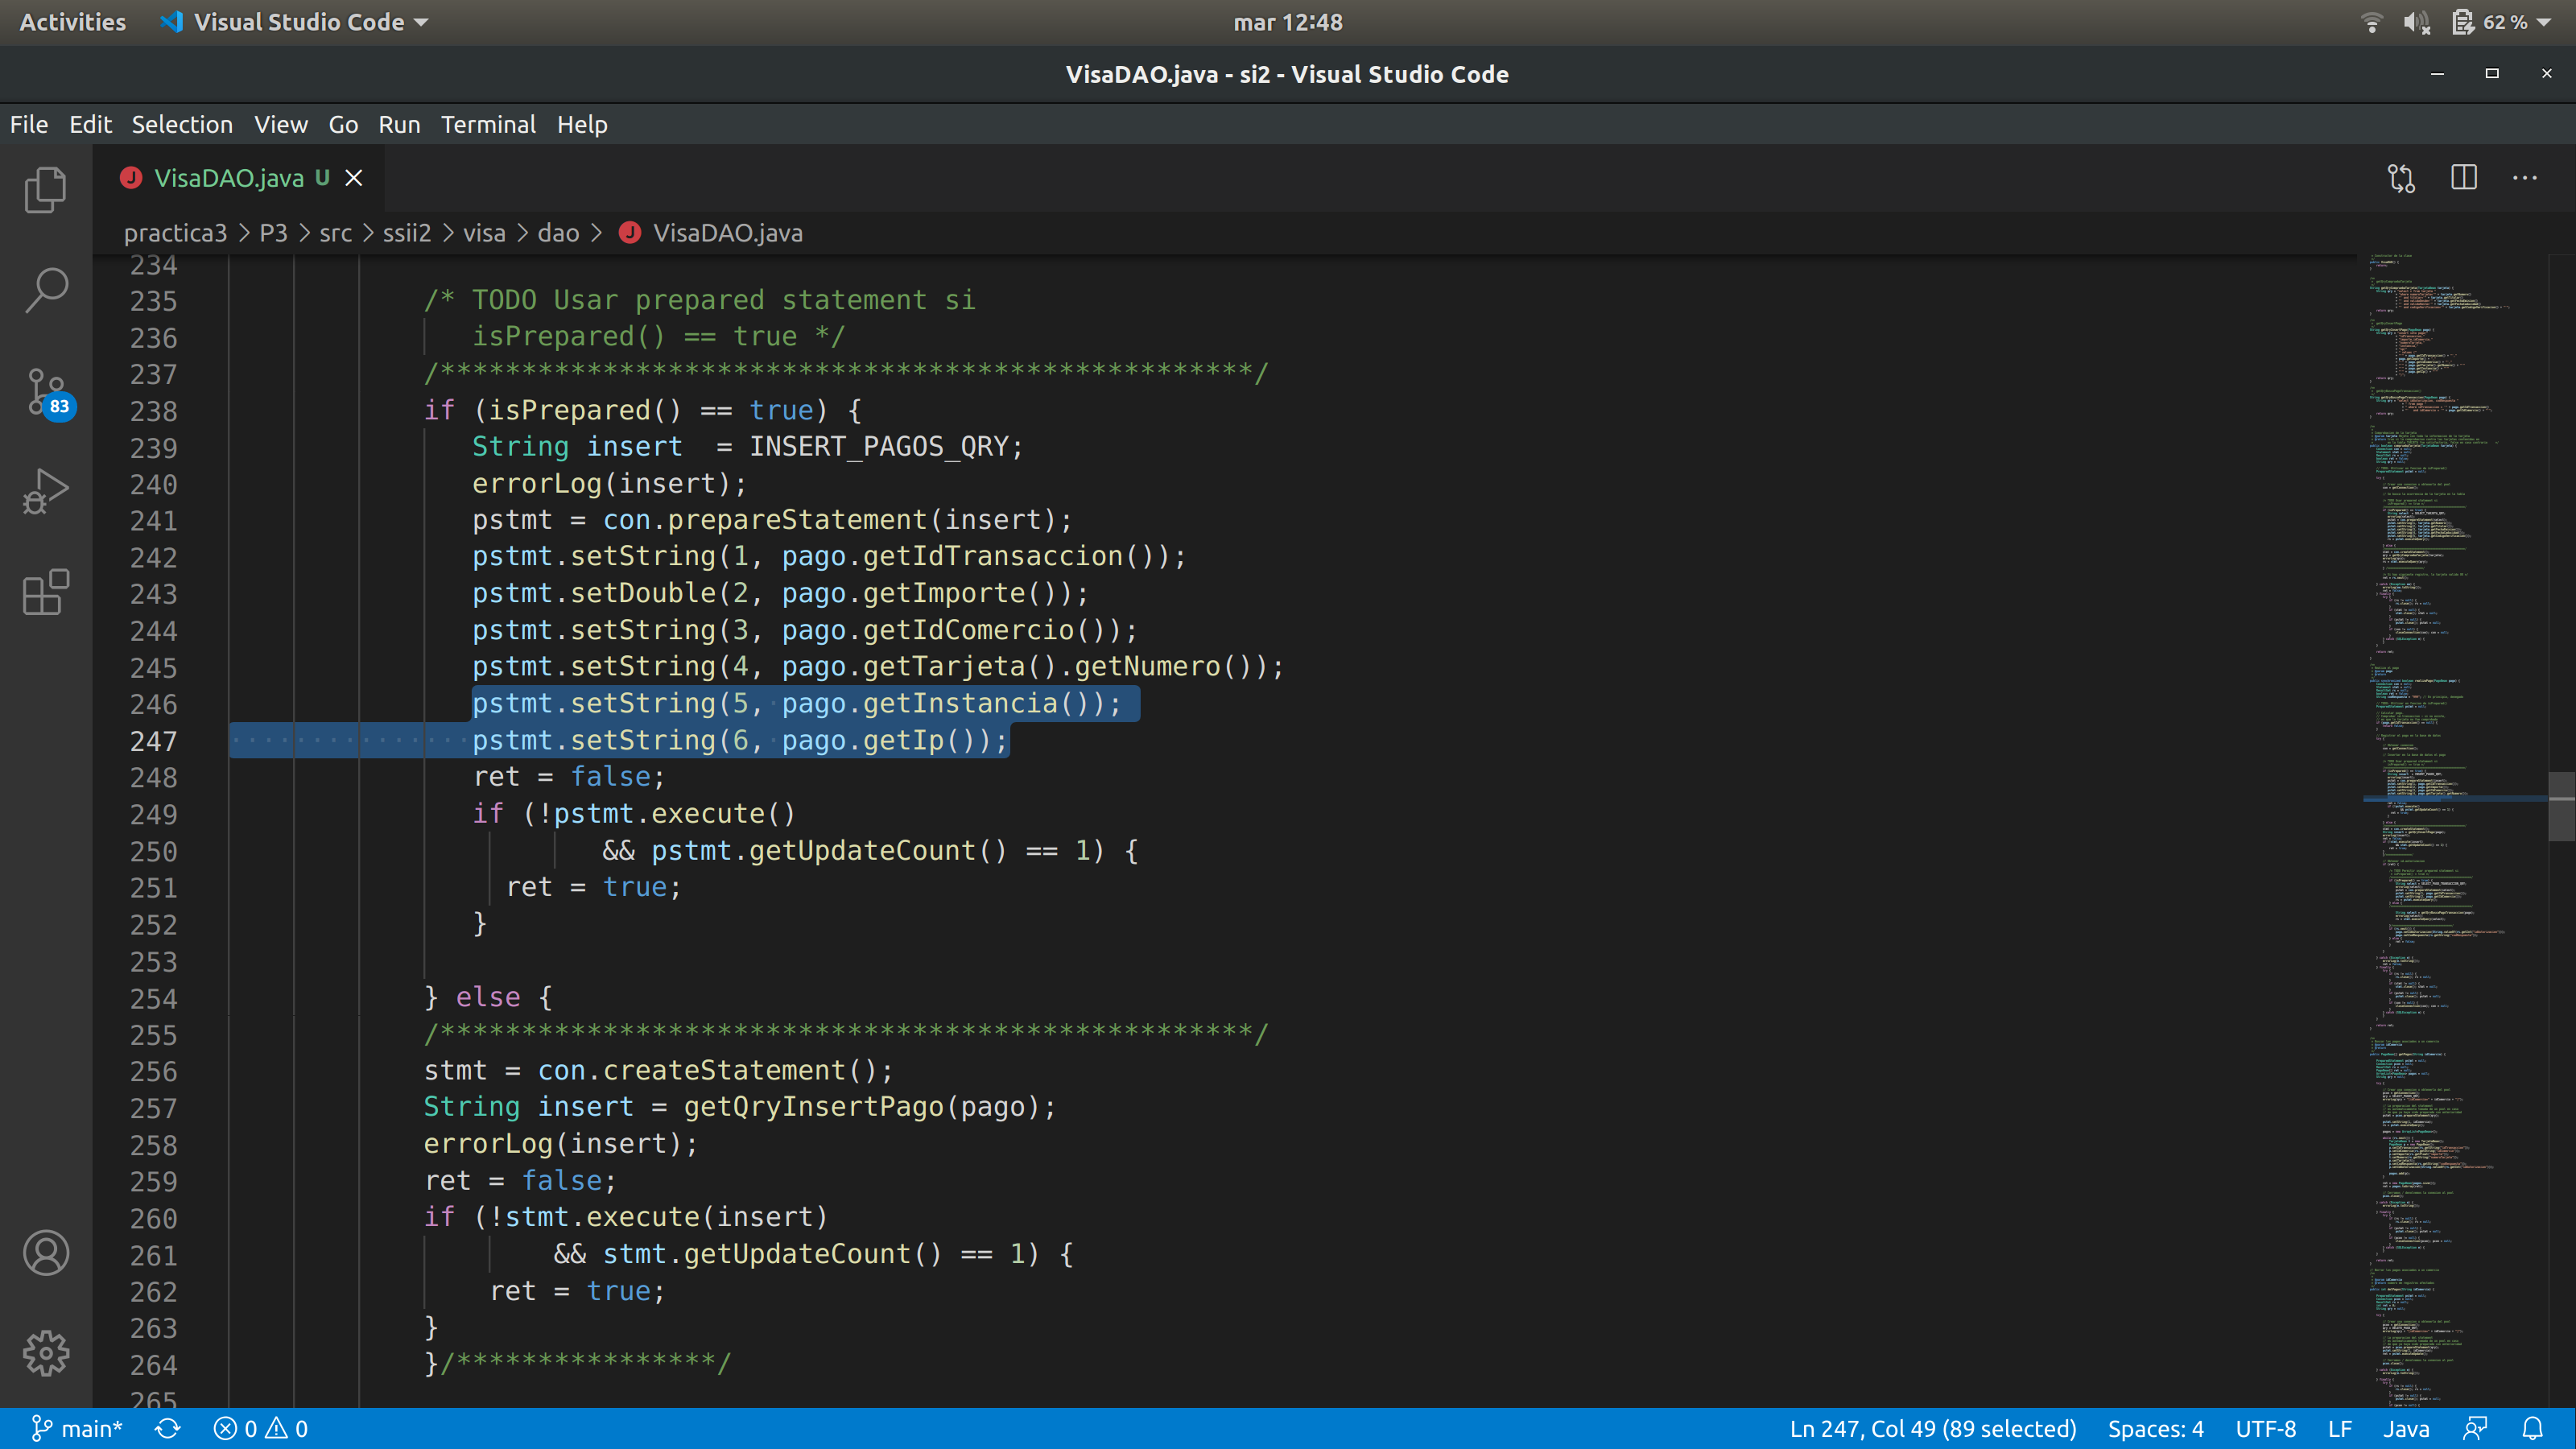 Activities Visual Studio Code mar 12:48 62 %
VisaDAO.java - si2 - Visual Studio Code
File Edit Selection View Go Run Terminal Help
J VisaDAO.java U
practica3 > P3 > src > ssii2 > visa > dao > J VisaDAO.java
234
235 /* TODO Usar prepared statement si
236 isPrepared() == true */
237 /**************************************************/
238 if (isPrepared() == true) {
239 String insert  = INSERT_PAGOS_QRY;
240 errorLog(insert);
241 pstmt = con.prepareStatement(insert);
242 pstmt.setString(1, pago.getIdTransaccion());
243 pstmt.setDouble(2, pago.getImporte());
244 pstmt.setString(3, pago.getIdComercio());
245 pstmt.setString(4, pago.getTarjeta().getNumero());
246 pstmt.setString(5, pago.getInstancia());
247 pstmt.setString(6, pago.getIp());
248 ret = false;
249 if (!pstmt.execute()
250 && pstmt.getUpdateCount() == 1) {
251 ret = true;
252 }
253
254 } else {
255 /**************************************************/
256 stmt = con.createStatement();
257 String insert = getQryInsertPago(pago);
258 errorLog(insert);
259 ret = false;
260 if (!stmt.execute(insert)
261 && stmt.getUpdateCount() == 1) {
262 ret = true;
263 }
264 }/****************/
265
83
main* 0 0 Ln 247, Col 49 (89 selected) Spaces: 4 UTF-8 LF Java